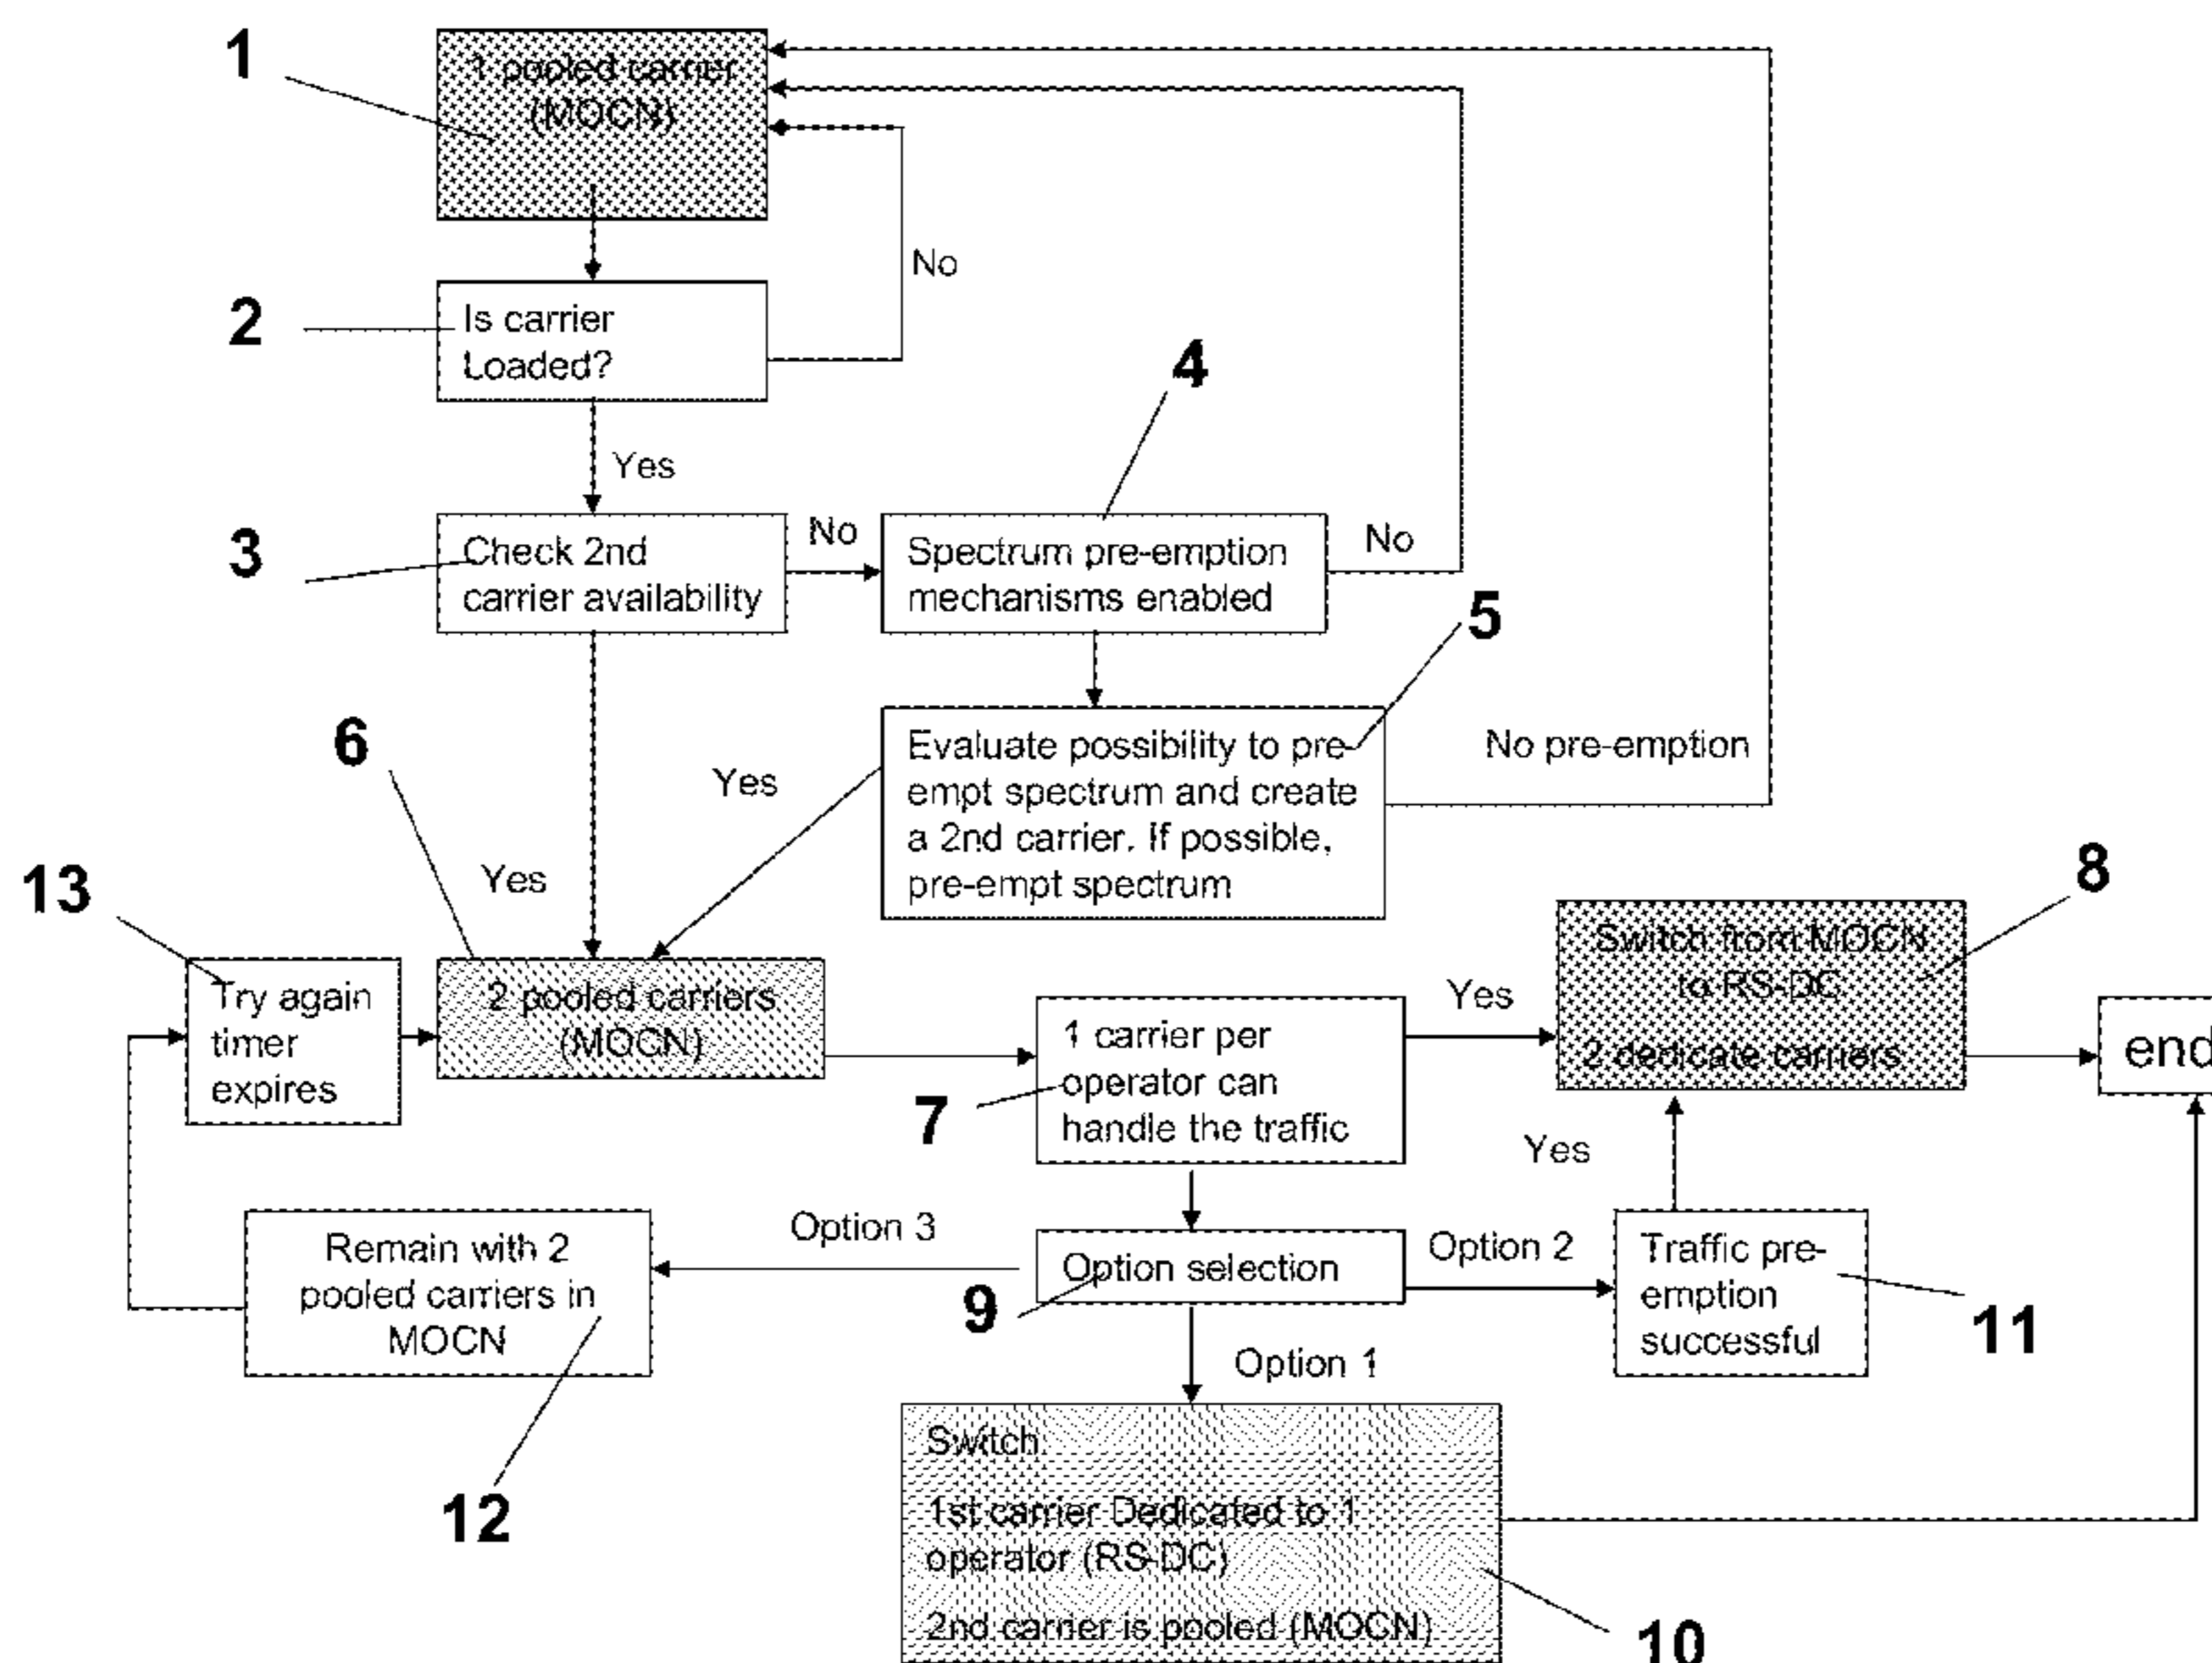 1
1 pooled carrier
(MOCN)
No
2
Is carrier
Loaded?
4
Yes
3
Check 2nd
carrier availability
No
Spectrum pre-emption
mechanisms enabled
No
5
6
Yes
Evaluate possibility to pre-
empt spectrum and create
a 2nd carrier. If possible,
pre-empt spectrum
No pre-emption
13
Yes
8
Try again
timer
expires
2 pooled carriers
(MOCN)
7
1 carrier per
operator can
handle the traffic
Yes
Switch from MOCN
to RS-DC
2 dedicate carriers
end
Yes
Remain with 2
pooled carriers in
MOCN
Option 3
9
Option selection
Option 2
Traffic pre-
emption
successful
11
Option 1
12
Switch
1st carrier Dedicated to 1
operator (RS-DC)
2nd carrier is pooled (MOCN)
10